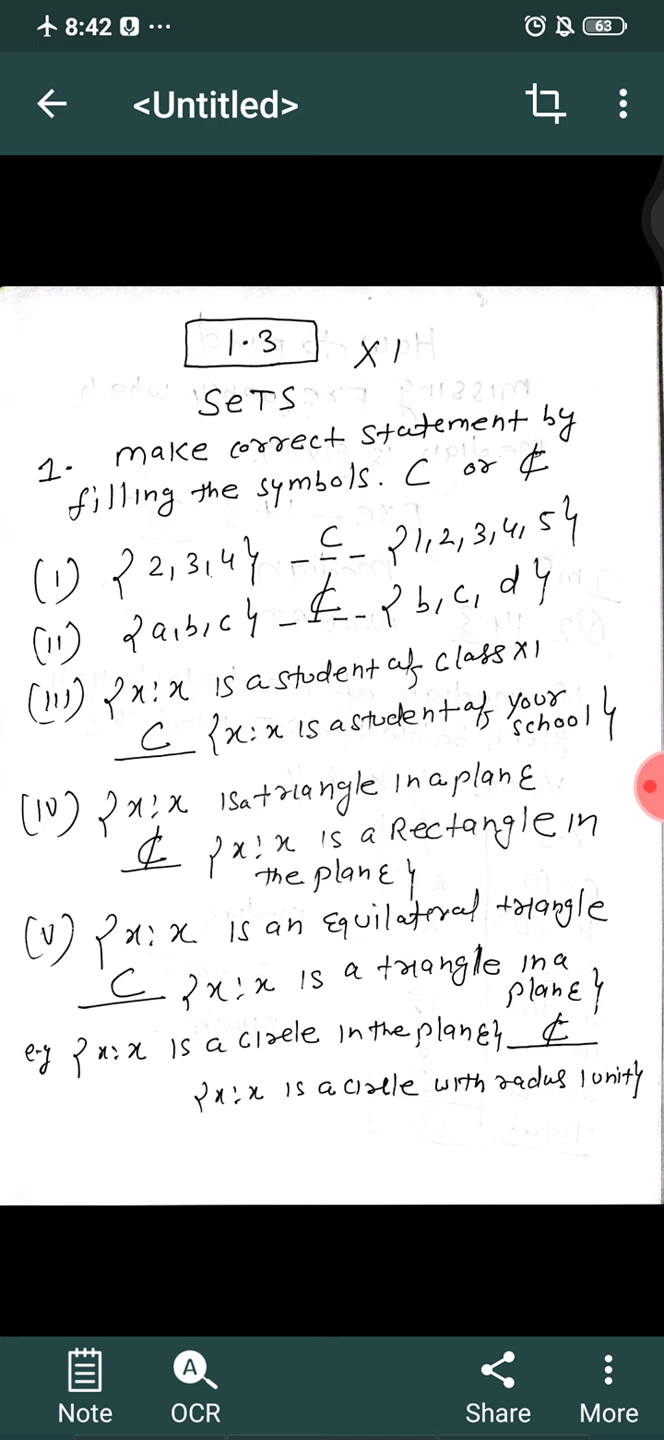 8:42
63
<Untitled>
1.3 XI
SETS
1. make correct statement by
filling the symbols. ⊂ or ⊄
(i) {2,3,4} _⊂_ {1,2,3,4,5}
(ii) {a,b,c} _⊄_ {b,c,d}
(iii) {x:x is a student of class XI
⊂ {x:x is a student of your
school}
(iv) {x:x is a triangle in a plane
⊄ {x:x is a Rectangle in
the plane}
(v) {x:x is an Equilateral triangle
⊂ {x:x is a triangle in a
plane}
e-g {x:x is a circle in the plane} ⊄
{x:x is a circle with radus 1 unit}
Note OCR Share More